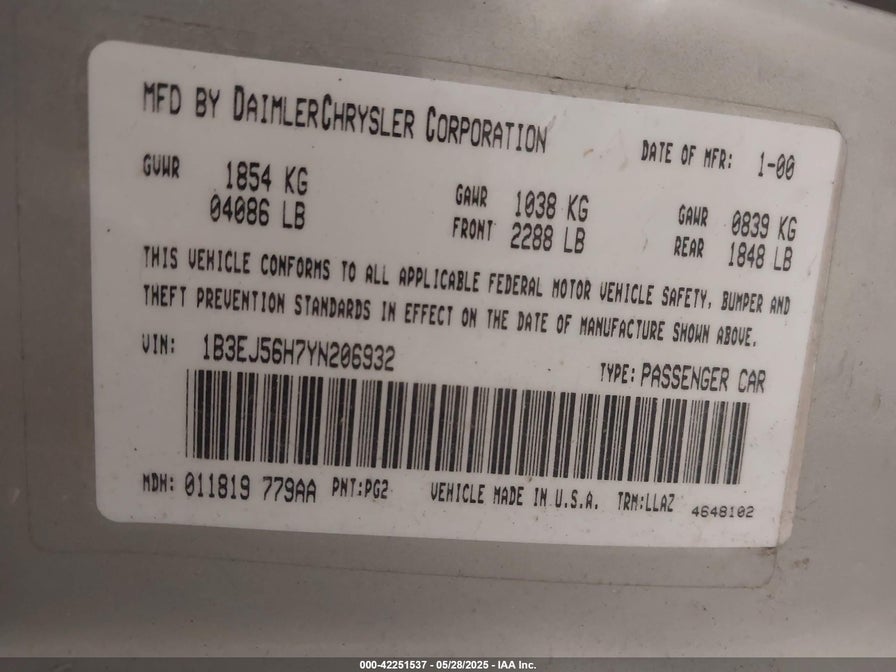 MFD BY DAIMLERCHRYSLER CORPORATION
DATE OF MFR: 1-00
GVWR 1854 KG
04086 LB
GAWR FRONT 1038 KG
2288 LB
GAWR REAR 0839 KG
1848 LB
THIS VEHICLE CONFORMS TO ALL APPLICABLE FEDERAL MOTOR VEHICLE SAFETY, BUMPER AND
THEFT PREVENTION STANDARDS IN EFFECT ON THE DATE OF MANUFACTURE SHOWN ABOVE.
VIN: 1B3EJ56H7YN206932
TYPE: PASSENGER CAR
MDH: 011819 779AA PNT:PG2 VEHICLE MADE IN U.S.A. TRM:LLAZ 4648102
000-42251537 - 05/28/2025 - IAA Inc.